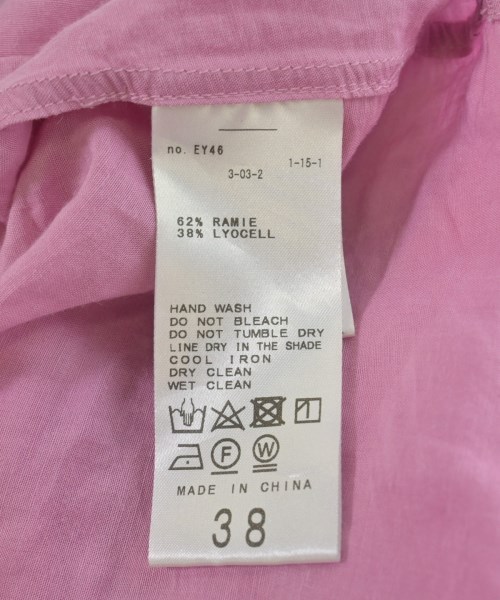 no. EY46
1-15-1
3-03-2
62% RAMIE
38% LYOCELL
HAND WASH
DO NOT BLEACH
DO NOT TUMBLE DRY
LINE DRY IN THE SHADE
COOL IRON
DRY CLEAN
WET CLEAN
F W
MADE IN CHINA
38